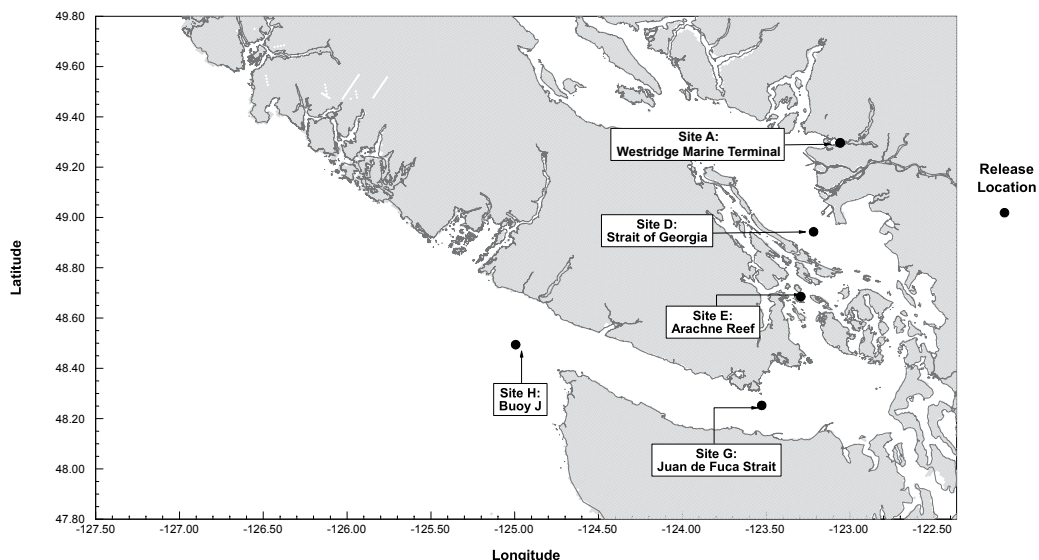 49.80
49.60
49.40
49.20
49.00
48.80
48.60
48.40
48.20
48.00
47.80
Latitude
-127.50
-127.00
-126.50
-126.00
-125.50
-125.00
-124.50
-124.00
-123.50
-123.00
-122.50
Longitude
Site A:
Westridge Marine Terminal
Site D:
Strait of Georgia
Site E:
Arachne Reef
Site H:
Buoy J
Site G:
Juan de Fuca Strait
Release
Location